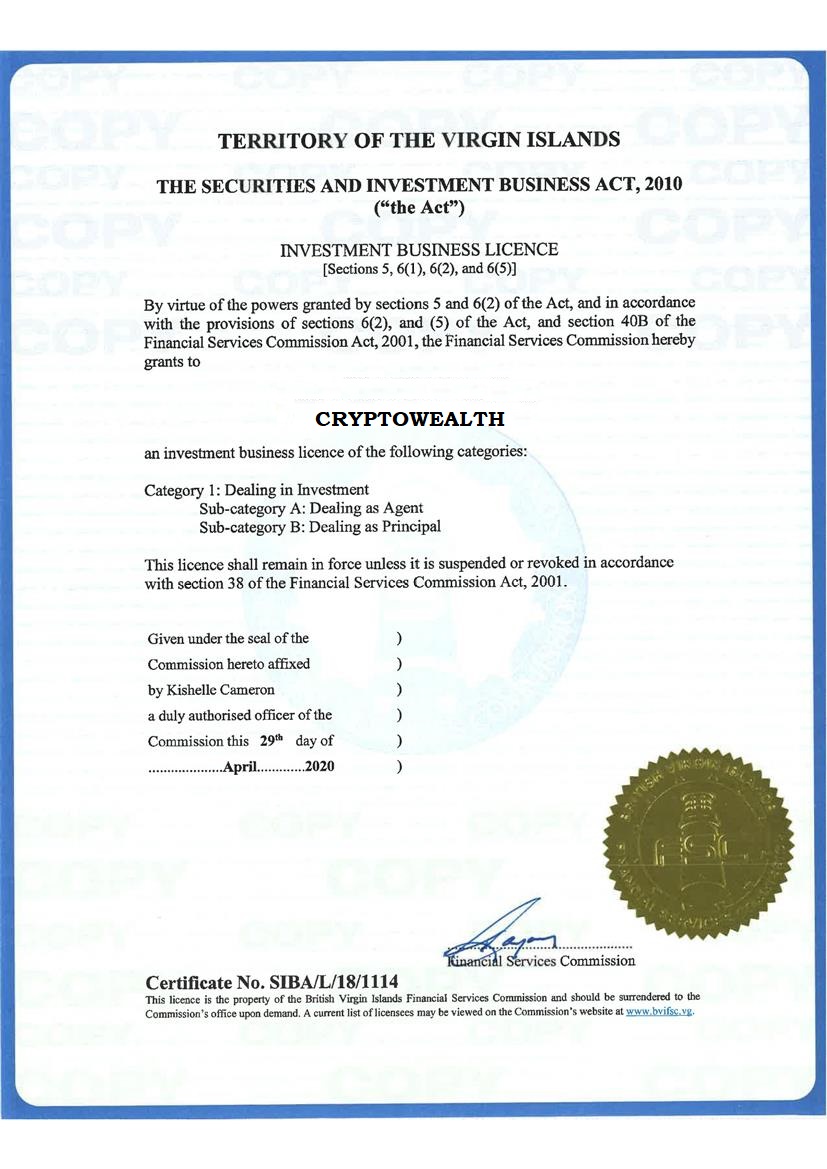 TERRITORY OF THE VIRGIN ISLANDS
THE SECURITIES AND INVESTMENT BUSINESS ACT, 2010
(“the Act”)
INVESTMENT BUSINESS LICENCE
[Sections 5, 6(1), 6(2), and 6(5)]
By virtue of the powers granted by sections 5 and 6(2) of the Act, and in accordance
with the provisions of sections 6(2), and (5) of the Act, and section 40B of the
Financial Services Commission Act, 2001, the Financial Services Commission hereby
grants to
CRYPTOWEALTH
an investment business licence of the following categories:
Category 1: Dealing in Investment
Sub-category A: Dealing as Agent
Sub-category B: Dealing as Principal
This licence shall remain in force unless it is suspended or revoked in accordance
with section 38 of the Financial Services Commission Act, 2001.
Given under the seal of the )
Commission hereto affixed )
by Kishelle Cameron )
a duly authorised officer of the )
Commission this 29th day of )
....................April.............2020 )
Financial Services Commission
Certificate No. SIBA/L/18/1114
This licence is the property of the British Virgin Islands Financial Services Commission and should be surrendered to the
Commission’s office upon demand. A current list of licensees may be viewed on the Commission’s website at www.bvifsc.vg.
COPY